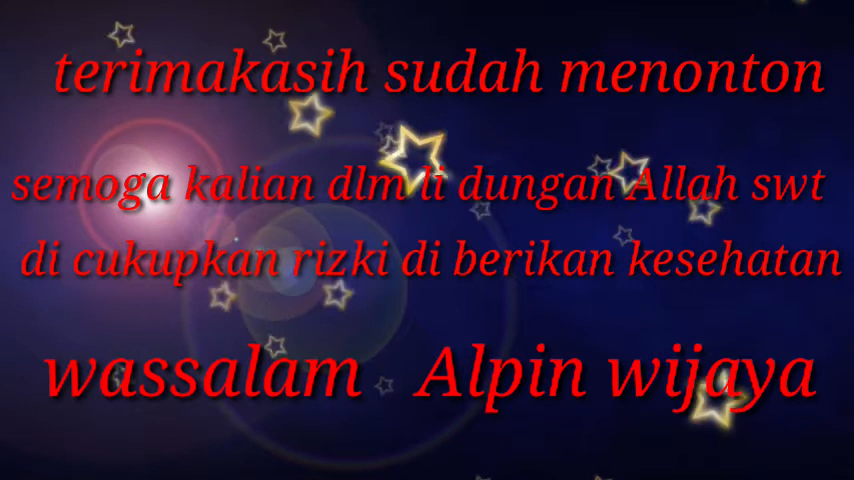 terimakasih sudah menonton
semoga kalian dlm li dungan Allah swt
di cukupkan rizki di berikan kesehatan
wassalam Alpin wijaya